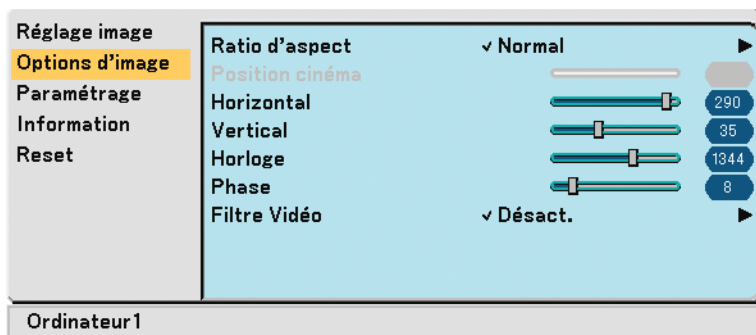 Réglage image
Options d'image
Paramétrage
Information
Reset
Ratio d'aspect ✓ Normal
Position cinéma
Horizontal 290
Vertical 35
Horloge 1344
Phase 8
Filtre Vidéo ✓ Désact.
Ordinateur1